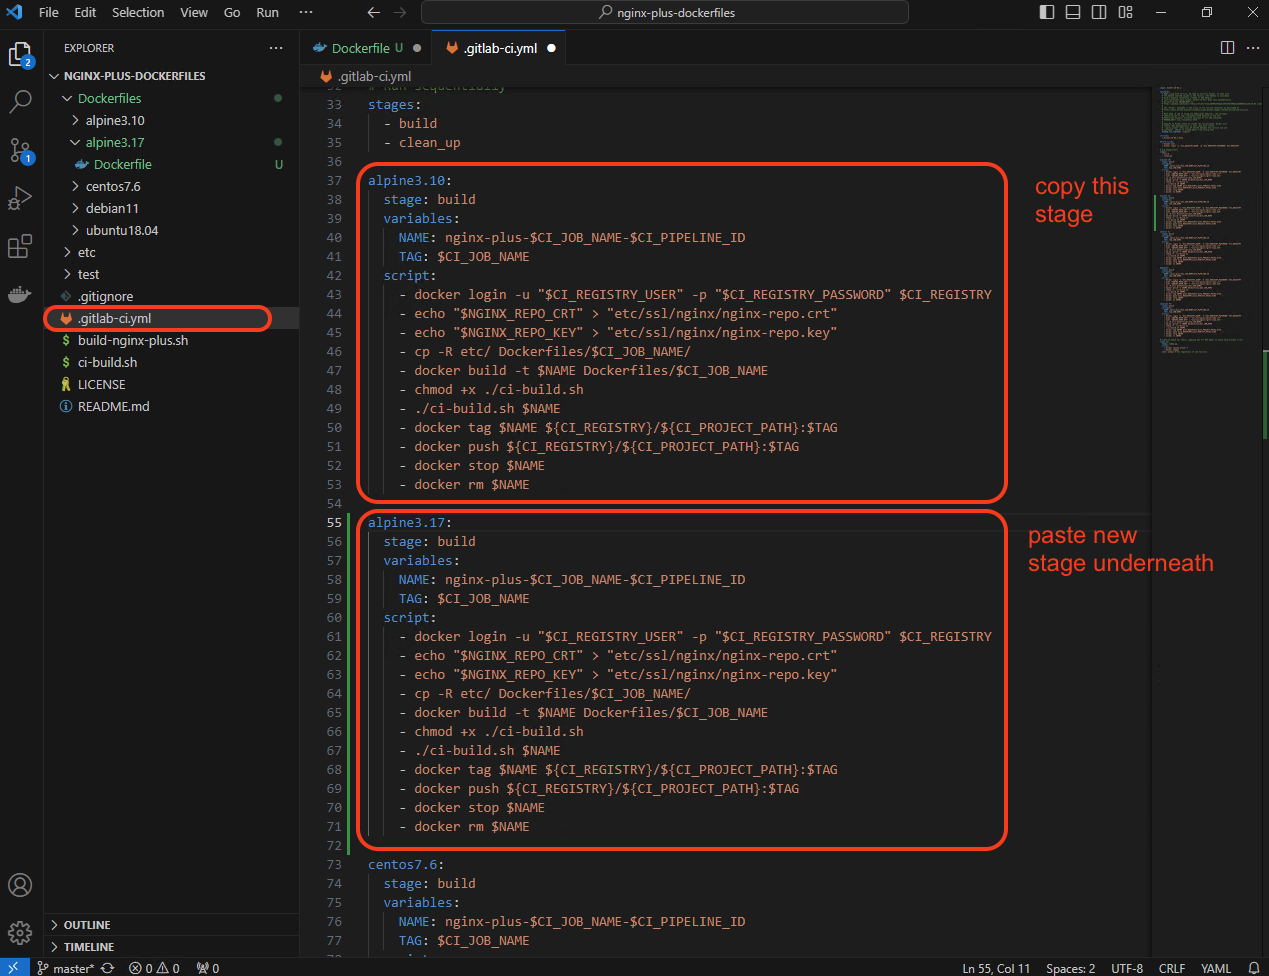 File Edit Selection View Go Run ··· nginx-plus-dockerfiles
EXPLORER ···
NGINX-PLUS-DOCKERFILES
Dockerfiles
alpine3.10
alpine3.17
Dockerfile U
centos7.6
debian11
ubuntu18.04
etc
test
.gitignore
.gitlab-ci.yml
$ build-nginx-plus.sh
$ ci-build.sh
LICENSE
README.md
OUTLINE
TIMELINE
2
1
Dockerfile U .gitlab-ci.yml
.gitlab-ci.yml
32 # Run sequentially
33 stages:
34 - build
35 - clean_up
36
37 alpine3.10:
38 stage: build
39 variables:
40 NAME: nginx-plus-$CI_JOB_NAME-$CI_PIPELINE_ID
41 TAG: $CI_JOB_NAME
42 script:
43 - docker login -u "$CI_REGISTRY_USER" -p "$CI_REGISTRY_PASSWORD" $CI_REGISTRY
44 - echo "$NGINX_REPO_CRT" > "etc/ssl/nginx/nginx-repo.crt"
45 - echo "$NGINX_REPO_KEY" > "etc/ssl/nginx/nginx-repo.key"
46 - cp -R etc/ Dockerfiles/$CI_JOB_NAME/
47 - docker build -t $NAME Dockerfiles/$CI_JOB_NAME
48 - chmod +x ./ci-build.sh
49 - ./ci-build.sh $NAME
50 - docker tag $NAME ${CI_REGISTRY}/${CI_PROJECT_PATH}:$TAG
51 - docker push ${CI_REGISTRY}/${CI_PROJECT_PATH}:$TAG
52 - docker stop $NAME
53 - docker rm $NAME
54
copy this
stage
55 alpine3.17:
56 stage: build
57 variables:
58 NAME: nginx-plus-$CI_JOB_NAME-$CI_PIPELINE_ID
59 TAG: $CI_JOB_NAME
60 script:
61 - docker login -u "$CI_REGISTRY_USER" -p "$CI_REGISTRY_PASSWORD" $CI_REGISTRY
62 - echo "$NGINX_REPO_CRT" > "etc/ssl/nginx/nginx-repo.crt"
63 - echo "$NGINX_REPO_KEY" > "etc/ssl/nginx/nginx-repo.key"
64 - cp -R etc/ Dockerfiles/$CI_JOB_NAME/
65 - docker build -t $NAME Dockerfiles/$CI_JOB_NAME
66 - chmod +x ./ci-build.sh
67 - ./ci-build.sh $NAME
68 - docker tag $NAME ${CI_REGISTRY}/${CI_PROJECT_PATH}:$TAG
69 - docker push ${CI_REGISTRY}/${CI_PROJECT_PATH}:$TAG
70 - docker stop $NAME
71 - docker rm $NAME
72
paste new
stage underneath
73 centos7.6:
74 stage: build
75 variables:
76 NAME: nginx-plus-$CI_JOB_NAME-$CI_PIPELINE_ID
77 TAG: $CI_JOB_NAME
master* 0 0 0 Ln 55, Col 11 Spaces: 2 UTF-8 CRLF YAML